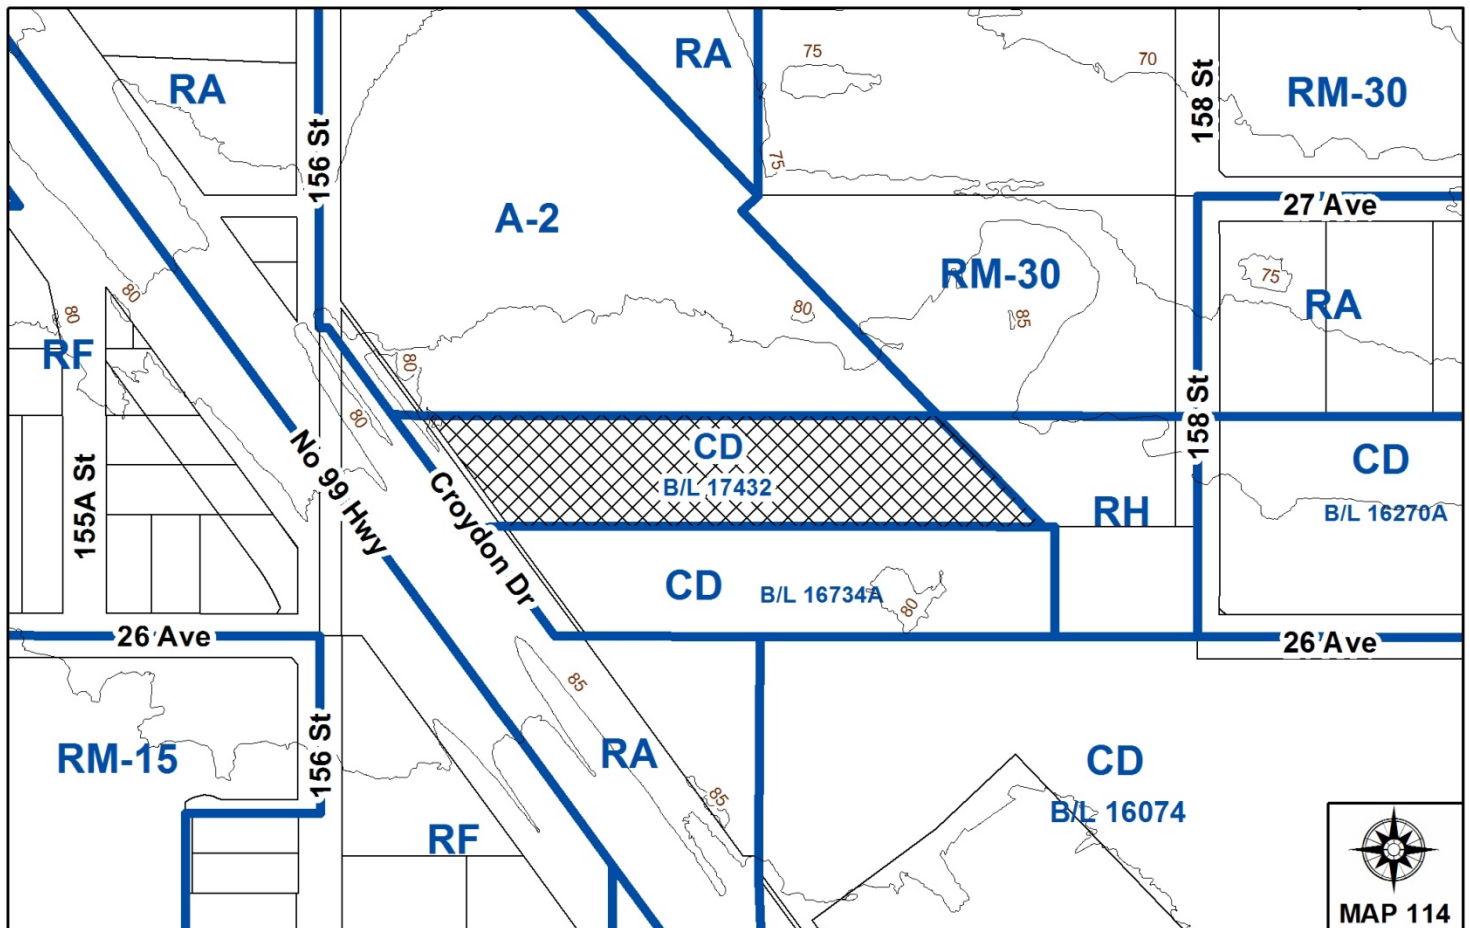 RA
75
70
RA
158 St
RM-30
156 St
75
27 Ave
A-2
RM-30
75
RA
80
80
80
85
RF
80
80
158 St
CD
B/L 17432
CD
B/L 16270A
RH
155A St
No 99 Hwy
Croydon Dr
CD
B/L 16734A
80
26 Ave
26 Ave
85
RM-15
156 St
RA
CD
85
B/L 16074
RF
MAP 114